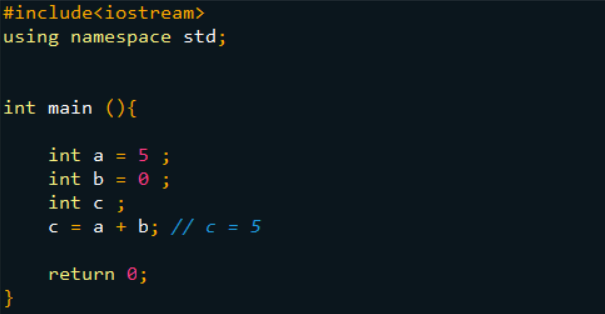 #include<iostream>
using namespace std;
int main (){
int a = 5 ;
int b = 0 ;
int c ;
c = a + b; // c = 5
return 0;
}